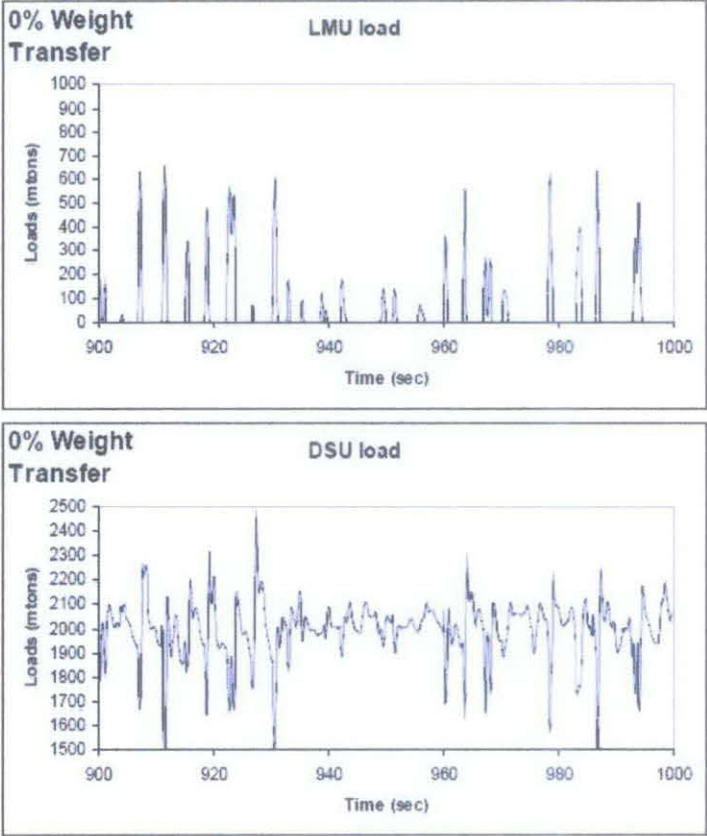 0% Weight
Transfer
LMU load
1000
900
800
700
600
500
400
300
200
100
0
Loads (mtons)
900 920 940 960 980 1000
Time (sec)
0% Weight
Transfer
DSU load
2500
2400
2300
2200
2100
2000
1900
1800
1700
1600
1500
Loads (mtons)
900 920 940 960 980 1000
Time (sec)